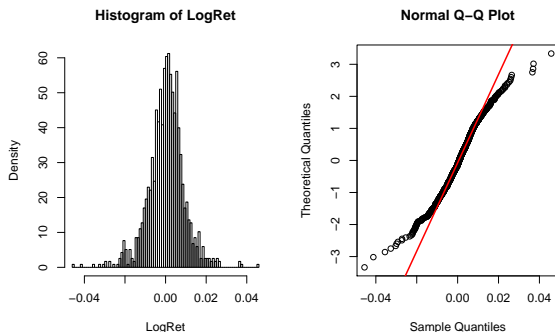 Histogram of LogRet
Density
0 10 20 30 40 50 60
−0.04 0.00 0.02 0.04
LogRet
Normal Q−Q Plot
Theoretical Quantiles
−3 −2 −1 0 1 2 3
−0.04 0.00 0.02 0.04
Sample Quantiles